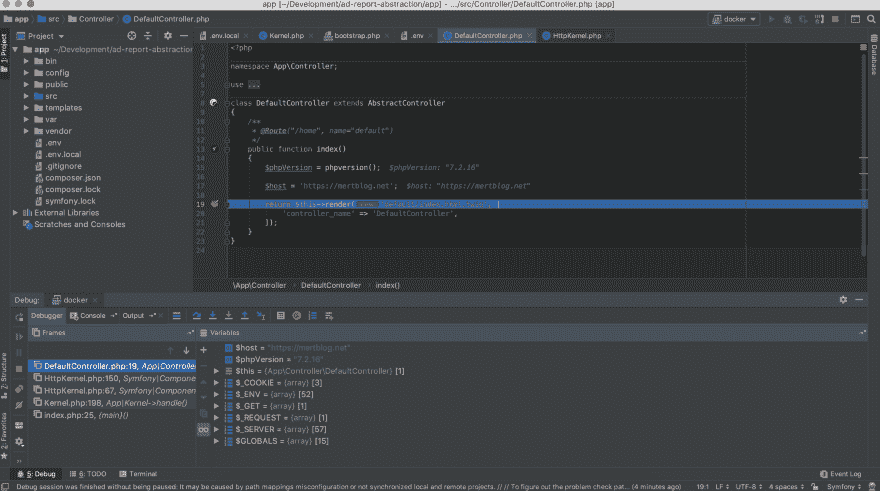 app [~/Development/ad-report-abstraction/app] - .../src/Controller/DefaultController.php [app]
app src Controller DefaultController.php docker
Project .env.local Kernel.php bootstrap.php .env DefaultController.php HttpKernel.php
1: Project
Database
app ~/Development/ad-report-abstraction
bin
config
public
src
templates
var
vendor
.env
.env.local
.gitignore
composer.json
composer.lock
symfony.lock
External Libraries
Scratches and Consoles
1 <?php
2
3 namespace App\Controller;
4
5 use ...
7
8 class DefaultController extends AbstractController
9 {
10 /**
11 * @Route("/home", name="default")
12 */
13 public function index()
14 {
15 $phpVersion = phpversion(); $phpVersion: "7.2.16"
16
17 $host = 'https://mertblog.net'; $host: "https://mertblog.net"
18
19 return $this->render(
20 'controller_name' => 'DefaultController',
21 ]);
22 }
23 }
24
\App\Controller DefaultController index()
Debug: docker
Debugger Console Output
Frames Variables
DefaultController.php:19, App\Controller
HttpKernel.php:150, Symfony\Compone
HttpKernel.php:67, Symfony\Componen
Kernel.php:198, App\Kernel->handle()
index.php:25, {main}()
$host = "https://mertblog.net"
$phpVersion = "7.2.16"
$this = {App\Controller\DefaultController} [1]
$_COOKIE = {array} [3]
$_ENV = {array} [52]
$_GET = {array} [1]
$_REQUEST = {array} [1]
$_SERVER = {array} [57]
$GLOBALS = {array} [15]
7: Structure
2: Favorites
5: Debug 6: TODO Terminal Event Log
Debug session was finished without being paused: It may be caused by path mappings misconfiguration or not synchronized local and remote projects. // // To figure out the problem check pat... (4 minutes ago) 19:1 LF UTF-8 4 spaces Symfony